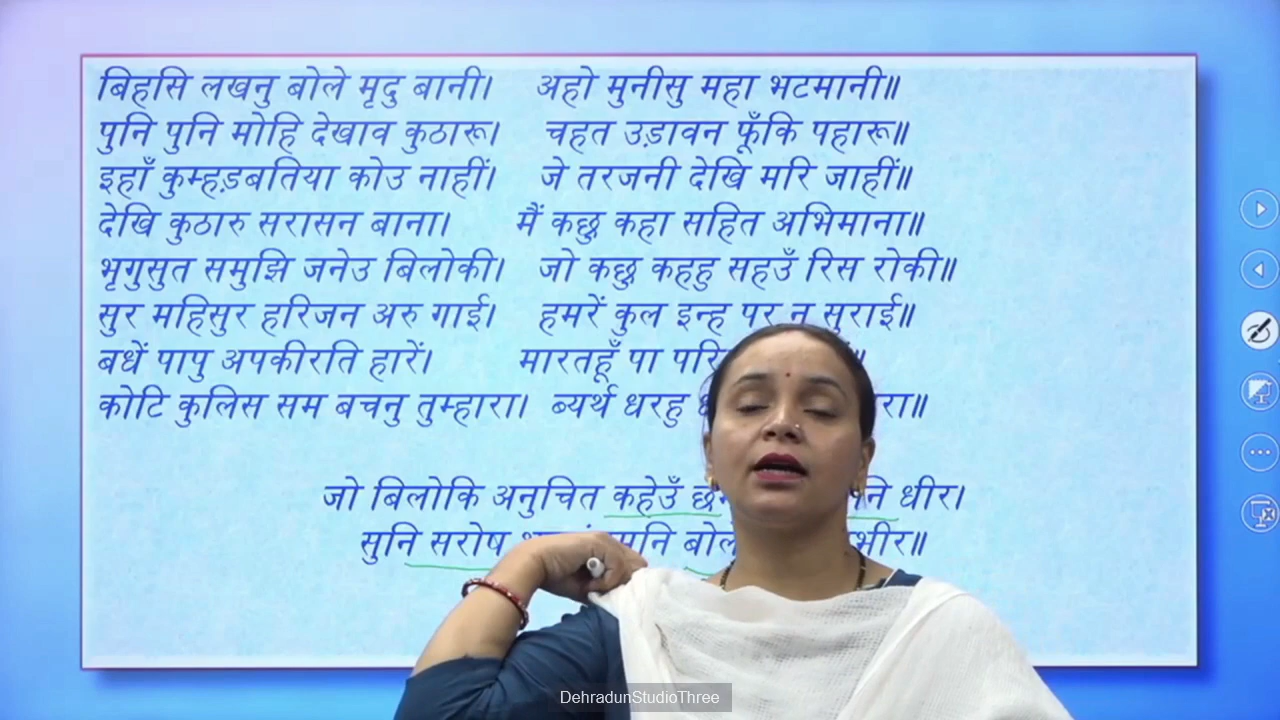 बिहसि लखनु बोले मृदु बानी। अहो मुनीसु महा भटमानी॥
पुनि पुनि मोहि देखाव कुठारू। चहत उड़ावन फूँकि पहारू॥
इहाँ कुम्हड़बतिया कोउ नाहीं। जे तरजनी देखि मरि जाहीं॥
देखि कुठारु सरासन बाना। मैं कछु कहा सहित अभिमाना॥
भृगुसुत समुझि जनेउ बिलोकी। जो कछु कहहु सहउँ रिस रोकी॥
सुर महिसुर हरिजन अरु गाई। हमरें कुल इन्ह पर न सुराई॥
बधें पापु अपकीरति हारें। मारतहूँ पा
कोटि कुलिस सम बचनु तुम्हारा। ब्यर्थ धरहु
जो बिलोकि अनुचित कहेउँ धीर।
सुनि सरोष
DehradunStudioThree